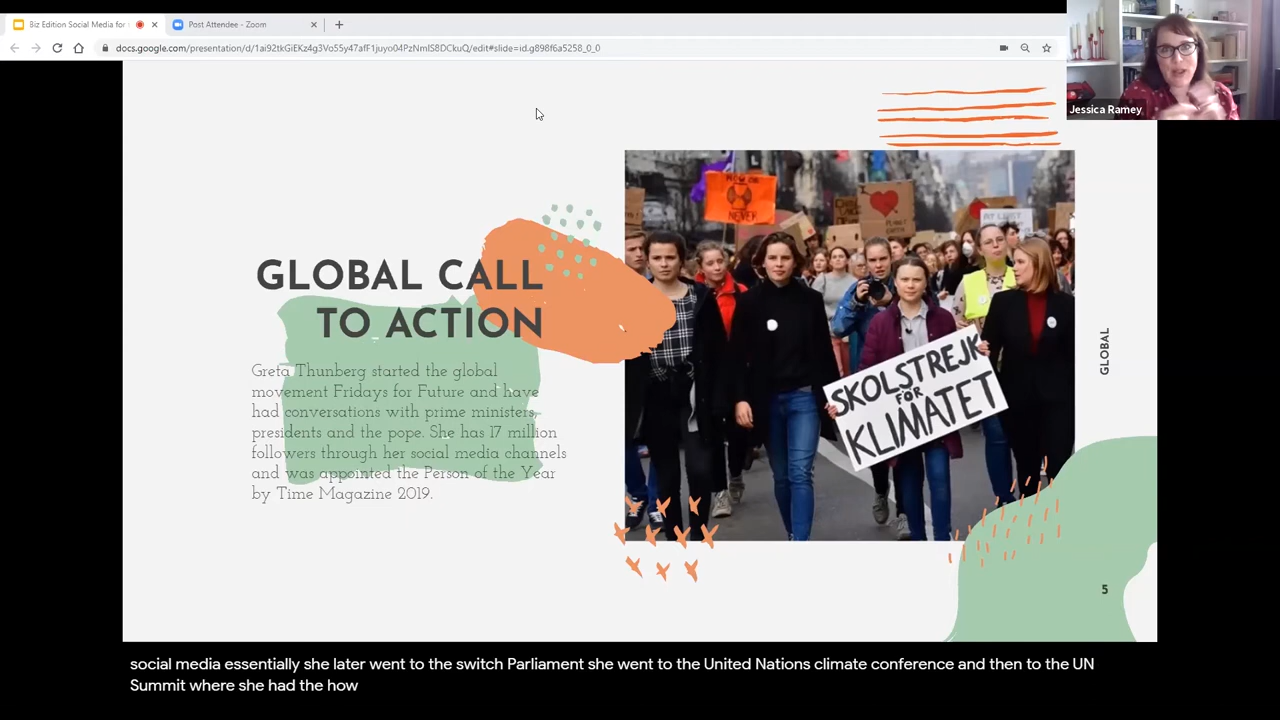 Biz Edition Social Media for
Post Attendee - Zoom
docs.google.com/presentation/d/1ai92tkGiEKz4g3Vo55y47afF1juyo04PzNmlS8DCkuQ/edit#slide=id.g898f6a5258_0_0
Jessica Ramey
GLOBAL CALL
TO ACTION
Greta Thunberg started the global
movement Fridays for Future and have
had conversations with prime ministers,
presidents and the pope. She has 17 million
followers through her social media channels
and was appointed the Person of the Year
by Time Magazine 2019.
NEVER
SKOLSTREJK
FÖR
KLIMATET
GLOBAL
5
social media essentially she later went to the switch Parliament she went to the United Nations climate conference and then to the UN
Summit where she had the how